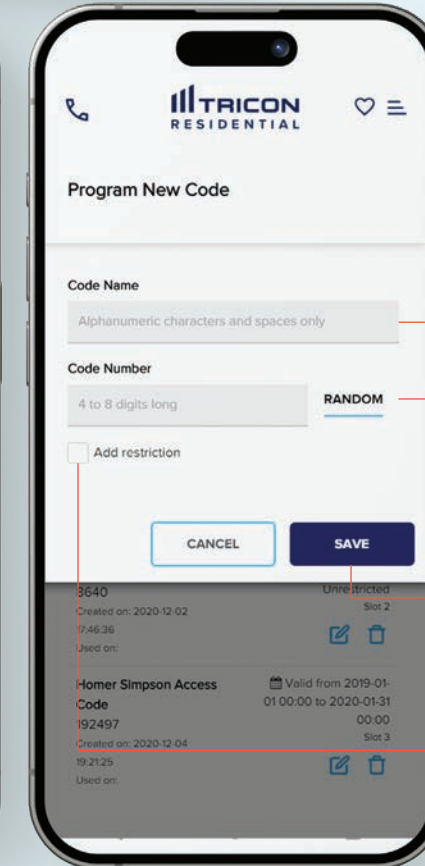 TRICON
RESIDENTIAL
Program New Code
Code Name
Alphanumeric characters and spaces only
Code Number
4 to 8 digits long
RANDOM
Add restriction
CANCEL
SAVE
3640
Unrestricted
Created on: 2020-12-02
Slot 2
17:46:36
Used on:
Homer Simpson Access
Code
Valid from 2019-01-
01 00:00 to 2020-01-31
00:00
192497
Slot 3
Created on: 2020-12-04
19:21:25
Used on: